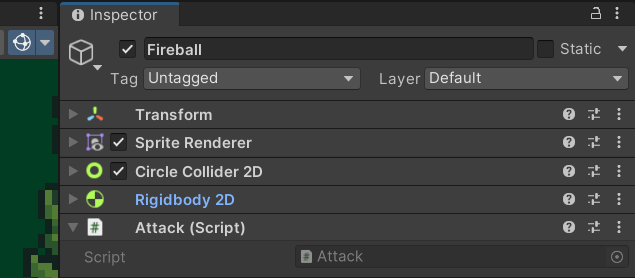 Inspector
Fireball Static
Tag Untagged Layer Default
Transform
Sprite Renderer
Circle Collider 2D
Rigidbody 2D
# Attack (Script)
Script # Attack